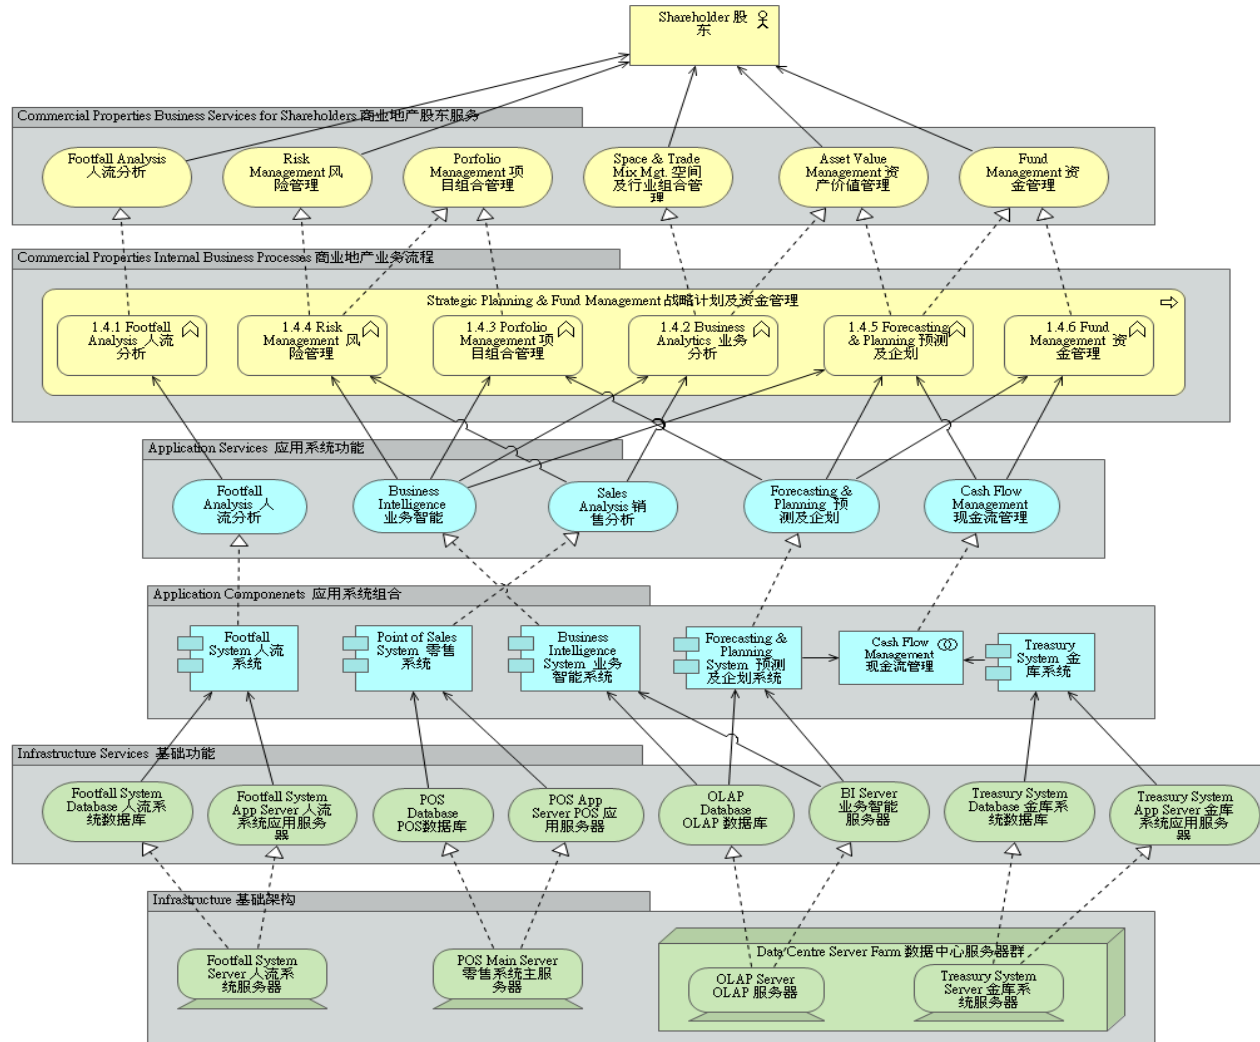 Shareholder 股
东
Commercial Properties Business Services for Shareholders 商业地产股东服务
Footfall Analysis
人流分析
Risk
Management 风
险管理
Porfolio
Management 项
目组合管理
Space & Trade
Mix Mgt. 空间
及行业组合管
理
Asset Value
Management 资
产价值管理
Fund
Management 资
金管理
Commercial Properties Internal Business Processes 商业地产业务流程
Strategic Planning & Fund Management 战略计划及资金管理
1.4.1 Footfall
Analysis 人流
分析
1.4.4 Risk
Management 风
险管理
1.4.3 Porfolio
Management 项
目组合管理
1.4.2 Business
Analytics 业务
分析
1.4.5 Forecasting
& Planning 预测
及企划
1.4.6 Fund
Management 资
金管理
Application Services 应用系统功能
Footfall
Analysis 人
流分析
Business
Intelligence
业务智能
Sales
Analysis 销
售分析
Forecasting &
Planning 预
测及企划
Cash Flow
Management
现金流管理
Application Componenets 应用系统组合
Footfall
System 人流
系统
Point of Sales
System 零售
系统
Business
Intelligence
System 业务
智能系统
Forecasting &
Planning
System 预测
及企划系统
Cash Flow
Management
现金流管理
Treasury
System 金
库系统
Infrastructure Services 基础功能
Footfall System
Database 人流系
统数据库
Footfall System
App Server 人流
系统应用服务
器
POS
Database
POS数据库
POS App
Server POS 应
用服务器
OLAP
Database
OLAP 数据库
BI Server
业务智能
服务器
Treasury System
Database 金库系
统数据库
Treasury System
App Server 金库
系统应用服务
器
Infrastructure 基础架构
Footfall System
Server 人流系
统服务器
POS Main Server
零售系统主服
务器
Data Centre Server Farm 数据中心服务器群
OLAP Server
OLAP 服务器
Treasury System
Server 金库系
统服务器